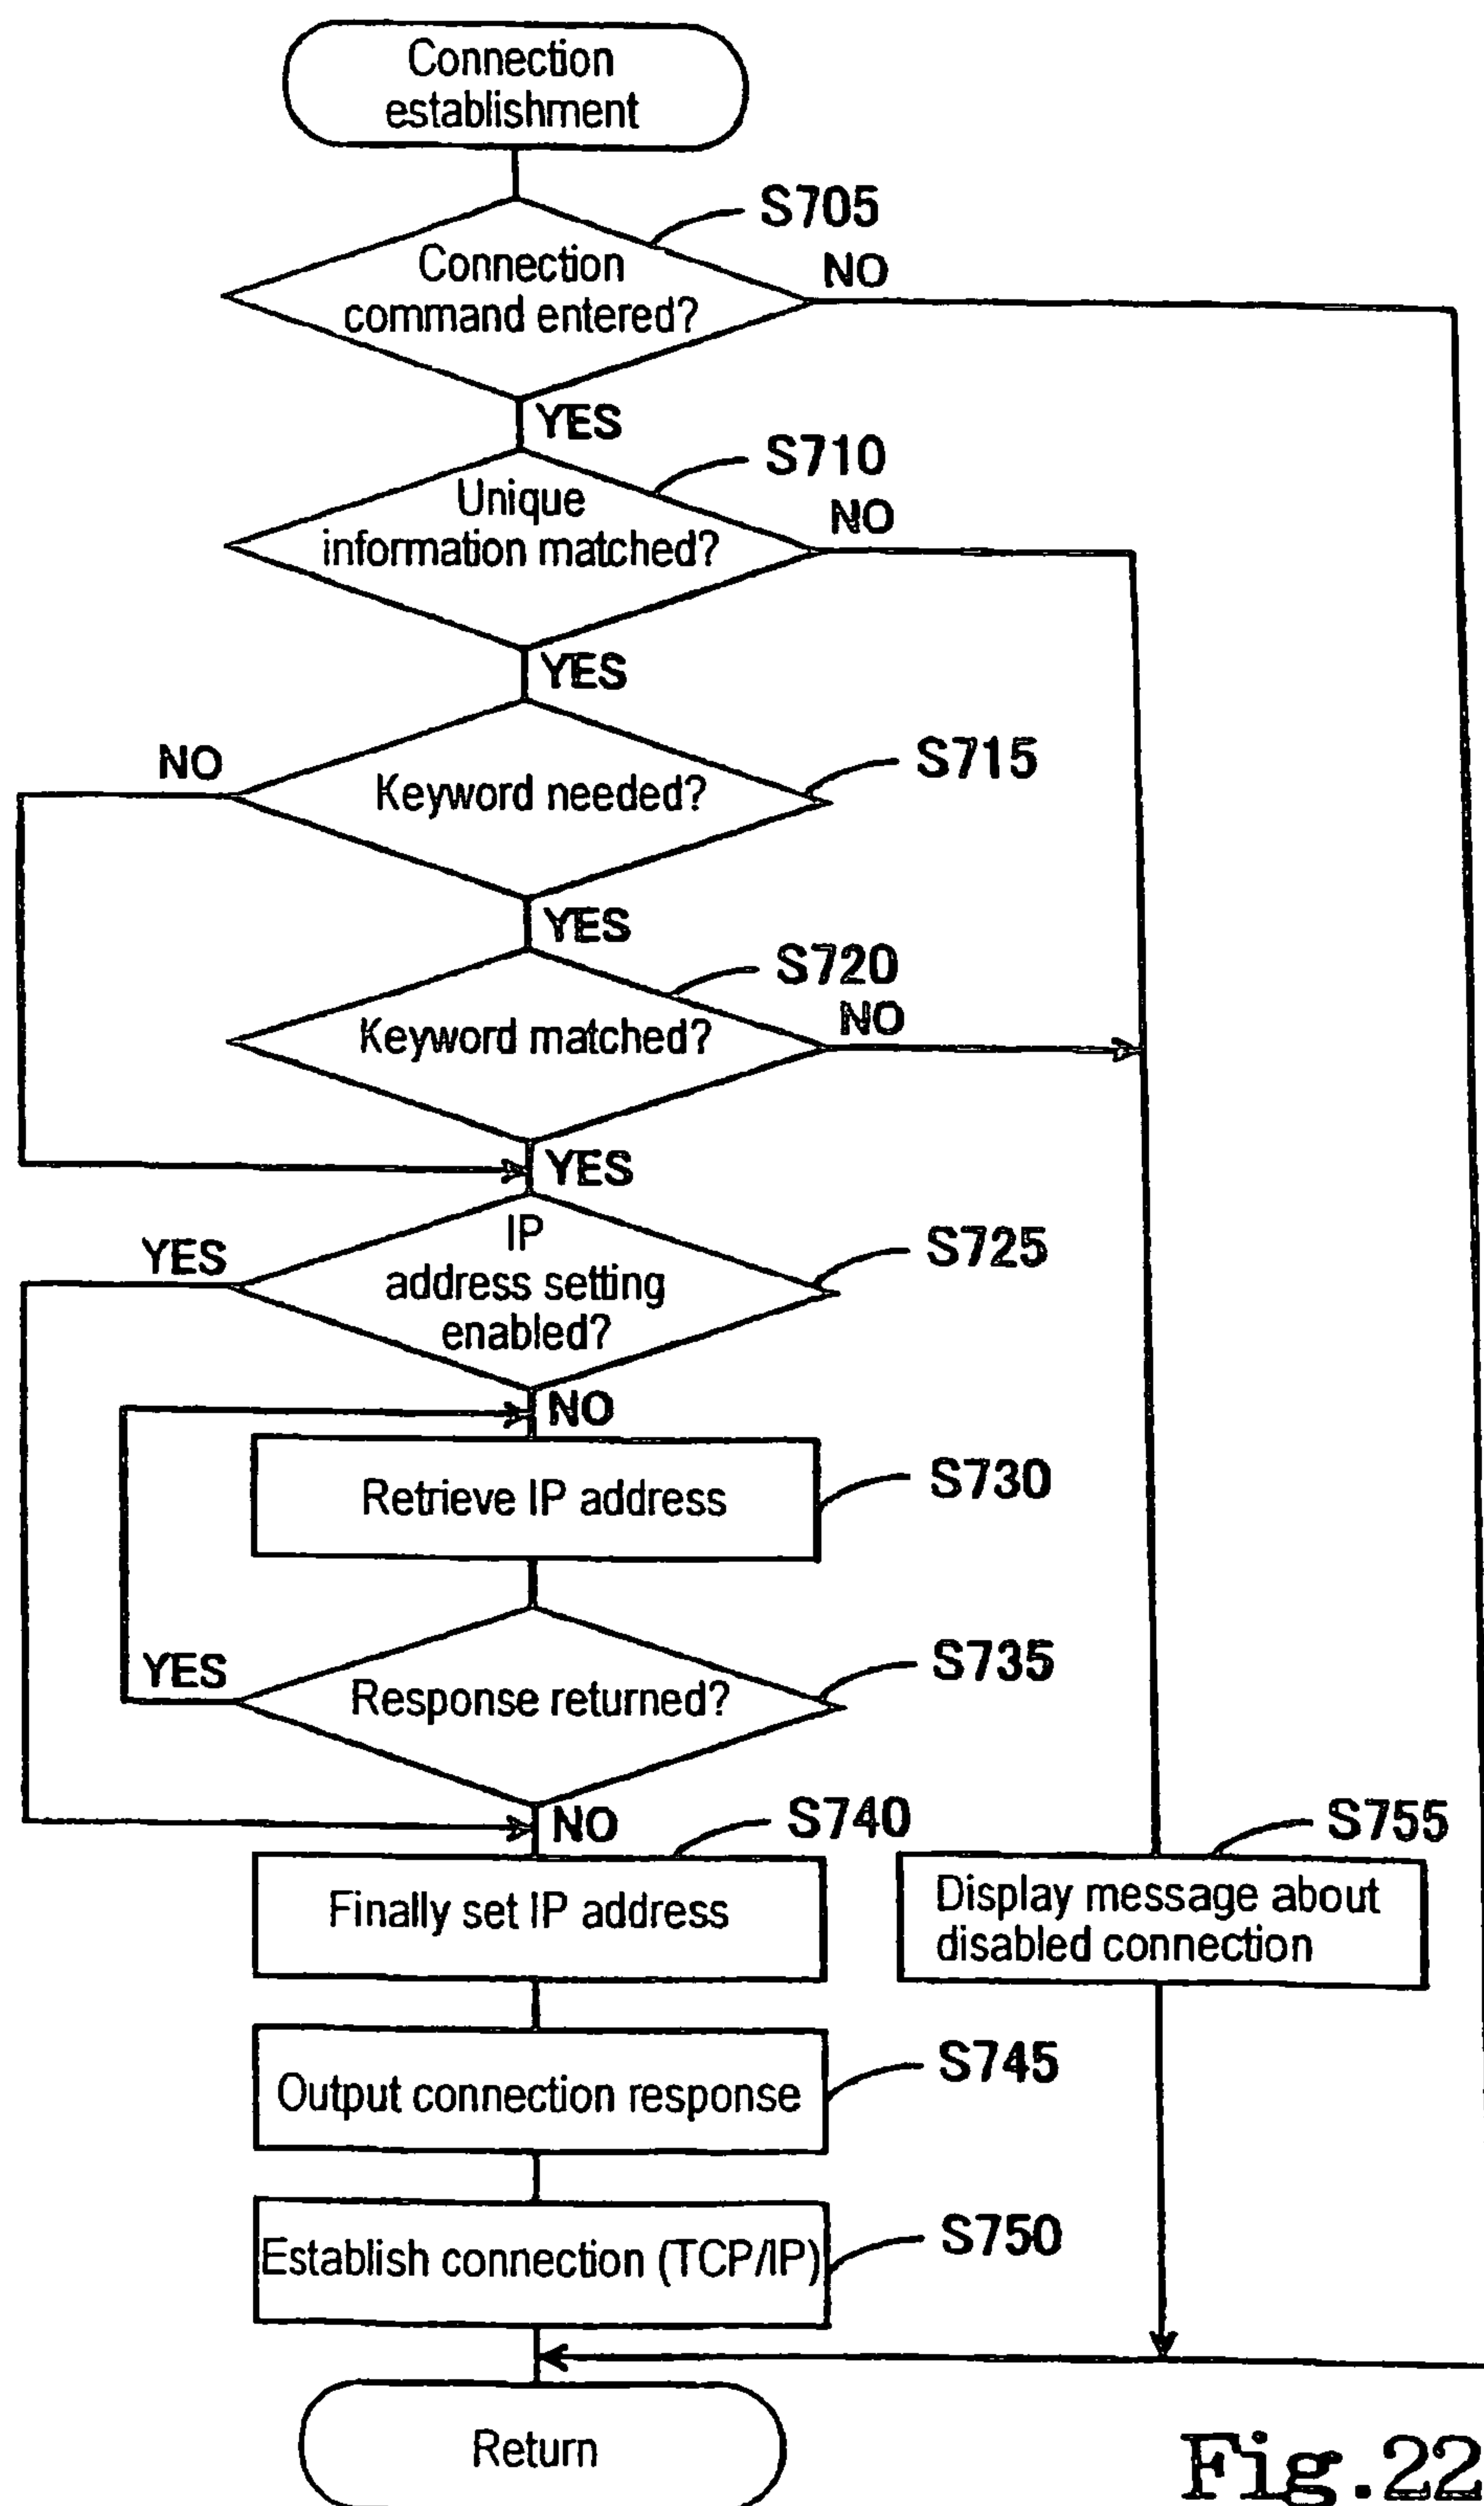 Connection
establishment
S705
Connection
command entered?
NO
YES
S710
Unique
information matched?
NO
YES
NO
Keyword needed?
S715
YES
S720
Keyword matched?
NO
YES
YES
IP
address setting
enabled?
S725
NO
Retrieve IP address
S730
YES
Response returned?
S735
NO
S740
Finally set IP address
S755
Display message about
disabled connection
Output connection response
S745
Establish connection (TCP/IP)
S750
Return
Fig.22